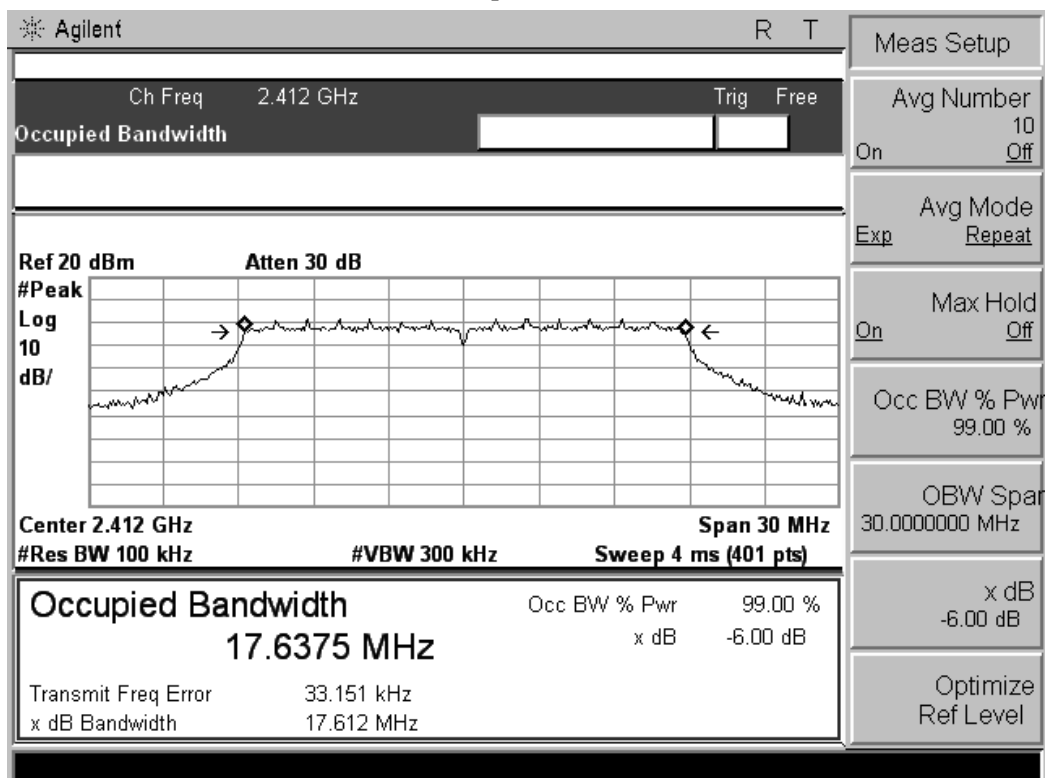 Agilent R T
Ch Freq 2.412 GHz Trig Free
Occupied Bandwidth
Ref 20 dBm Atten 30 dB
#Peak
Log
10
dB/
Center 2.412 GHz Span 30 MHz
#Res BW 100 kHz #VBW 300 kHz Sweep 4 ms (401 pts)
Occupied Bandwidth Occ BW % Pwr 99.00 %
17.6375 MHz x dB -6.00 dB
Transmit Freq Error 33.151 kHz
x dB Bandwidth 17.612 MHz
Meas Setup
Avg Number
10
On Off
Avg Mode
Exp Repeat
Max Hold
On Off
Occ BW % Pwr
99.00 %
OBW Span
30.0000000 MHz
x dB
-6.00 dB
Optimize
Ref Level